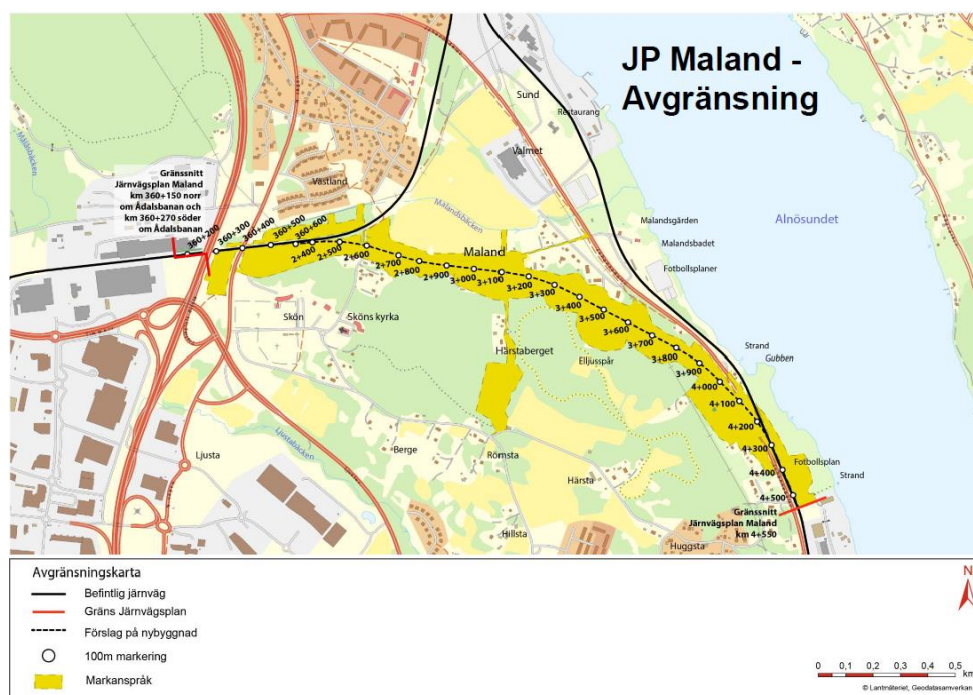 JP Maland -
Avgränsning
Sund
Restaurang
Valmet
Mällsbäcken
Gränssnitt
Järnvägsplan Maland
km 360+150 norr
om Ådalsbanan och
km 360+270 söder
om Ådalsbanan
Västland
Malandsbäcken
Malandsgården
Malandsbadet
Fotbollsplaner
Alnösundet
Maland
360+200
360+300
360+400
360+500
360+600
2+400
2+500
2+600
2+700
2+800
2+900
3+000
3+100
3+200
3+300
3+400
3+500
3+600
3+700
3+800
3+900
4+000
4+100
4+200
4+300
4+400
4+500
Skön
Sköns kyrka
Härstaberget
Elljusspår
Strand
Gubben
Ljusta
Ljustabäcken
Berge
Römsta
Härsta
Hillsta
Huggsta
Fotbollsplan
Strand
Gränssnitt
Järnvägsplan Maland
km 4+550
Avgränsningskarta
Befintlig järnväg
Gräns Järnvägsplan
Förslag på nybyggnad
100m markering
Markanspråk
N
0 0,1 0,2 0,3 0,4 0,5
km
© Lantmäteriet, Geodatasamverkan